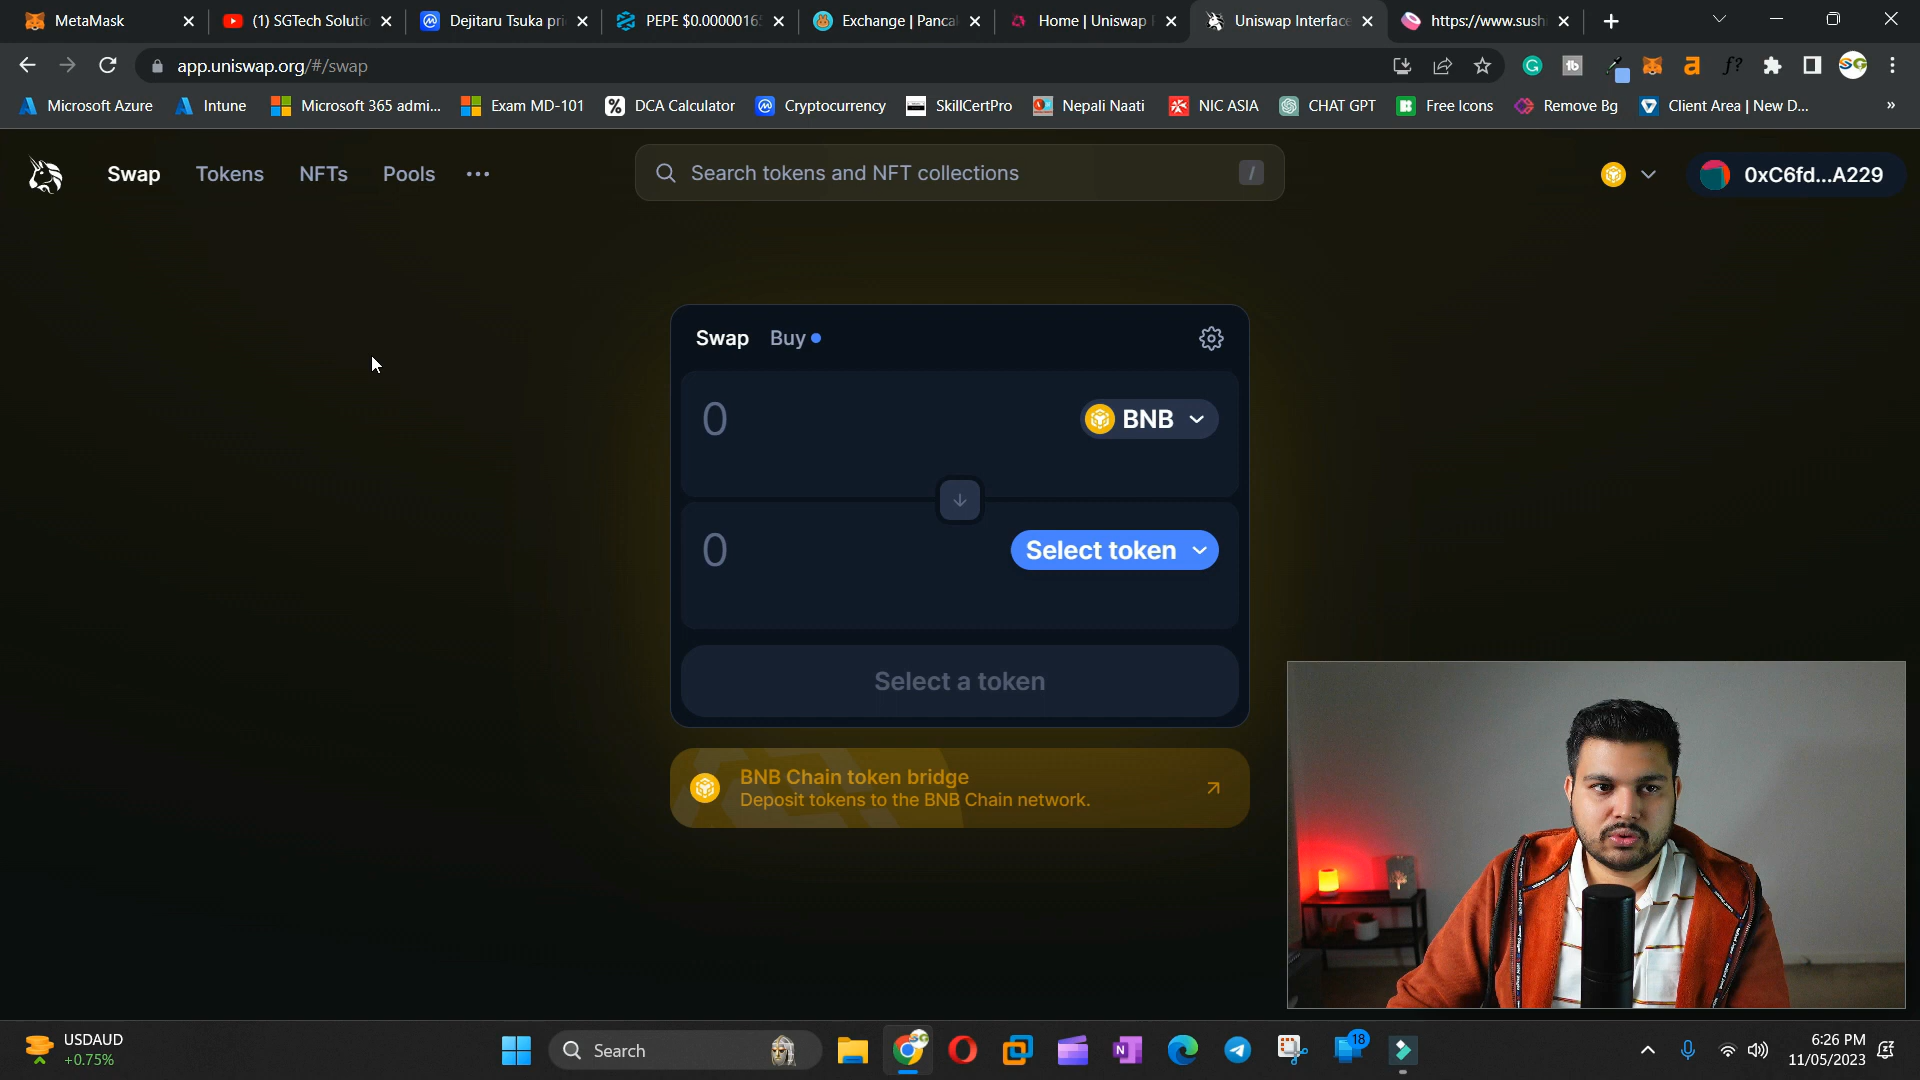 MetaMask
(1) SGTech Soluti
Dejitaru Tsuka pri
PEPE $0.0000016
Exchange | Panca
Home | Uniswap
Uniswap Interface
https://www.sush
app.uniswap.org/#/swap
Microsoft Azure
Intune
Microsoft 365 admi...
Exam MD-101
DCA Calculator
Cryptocurrency
SkillCertPro
Nepali Naati
NIC ASIA
CHAT GPT
Free Icons
Remove Bg
Client Area | New D...
»
Swap
Tokens
NFTs
Pools
Search tokens and NFT collections
/
0xC6fd...A229
Swap
Buy
0
BNB
0
Select token
Select a token
BNB Chain token bridge
Deposit tokens to the BNB Chain network.
USDAUD
+0.75%
Search
18
6:26 PM
11/05/2023